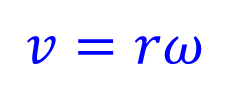 v = rω